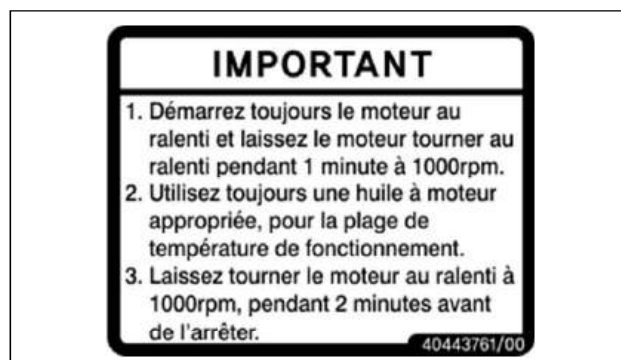 IMPORTANT
1. Démarrez toujours le moteur au
ralenti et laissez le moteur tourner au
ralenti pendant 1 minute à 1000rpm.
2. Utilisez toujours une huile à moteur
appropriée, pour la plage de
température de fonctionnement.
3. Laissez tourner le moteur au ralenti à
1000rpm, pendant 2 minutes avant
de l'arrêter.
40443761/00